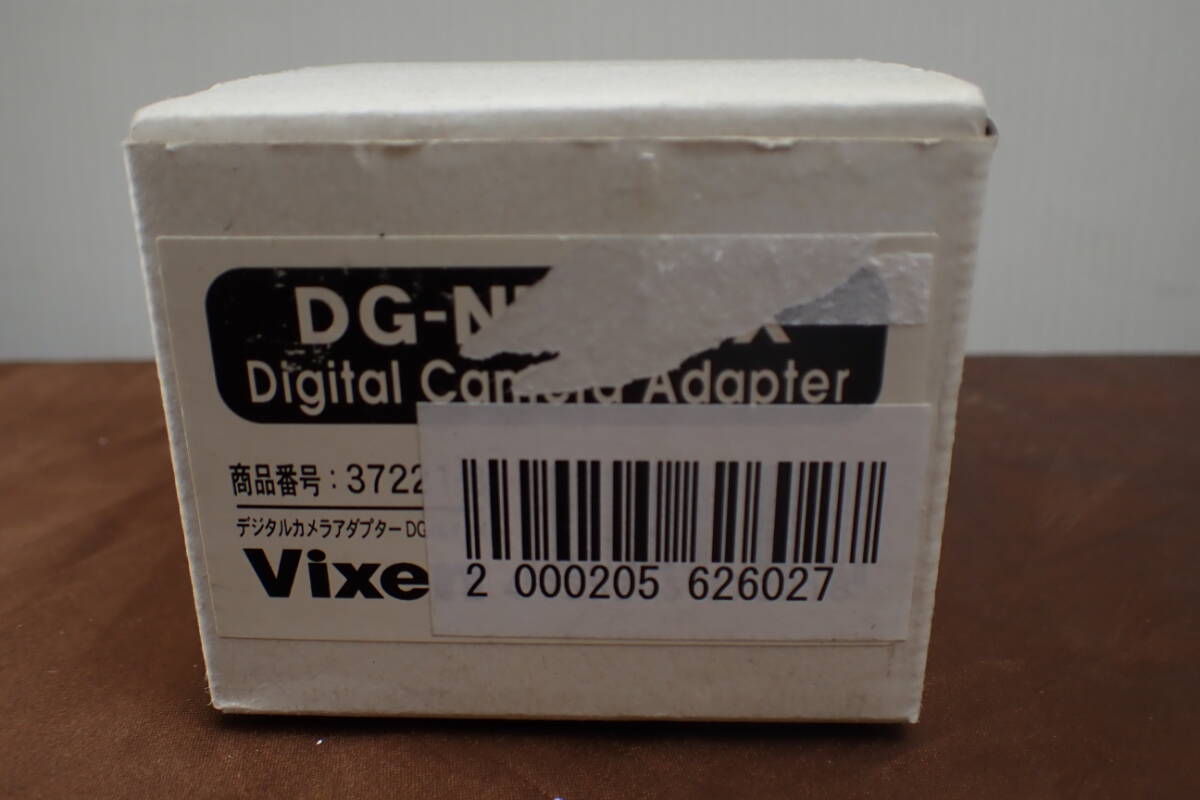 DG-N
Digital Camera Adapter
商品番号：3722
デジタルカメラアダプター DG
Vixe
2 000205 626027